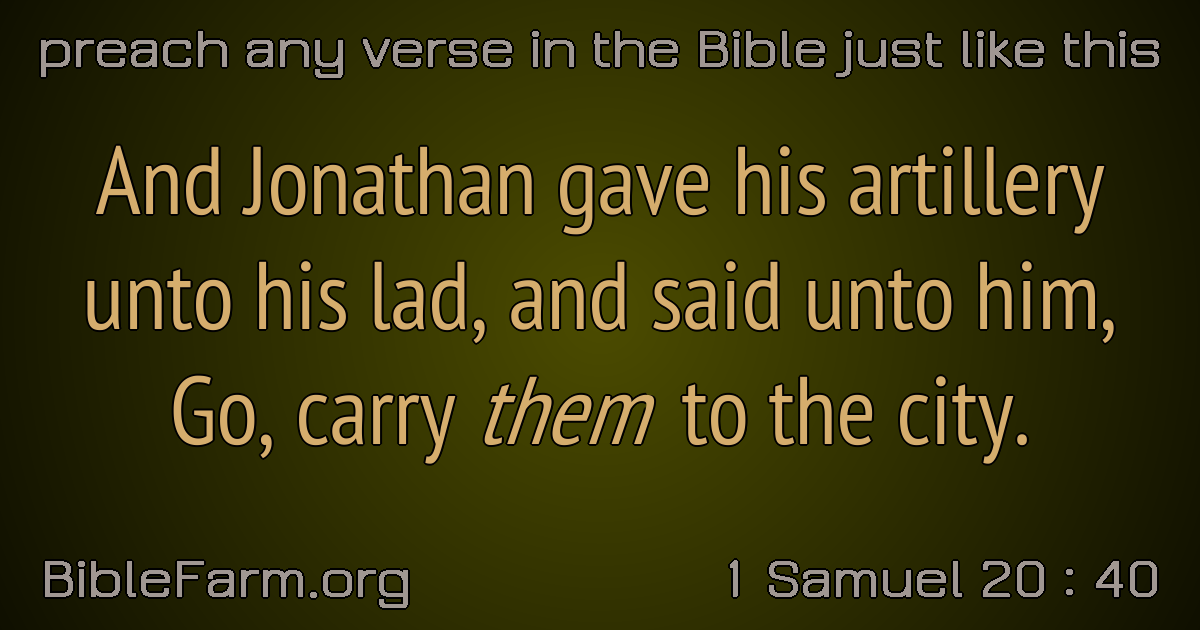 preach any verse in the Bible just like this
And Jonathan gave his artillery
unto his lad, and said unto him,
Go, carry them to the city.
BibleFarm.org
1 Samuel 20 : 40